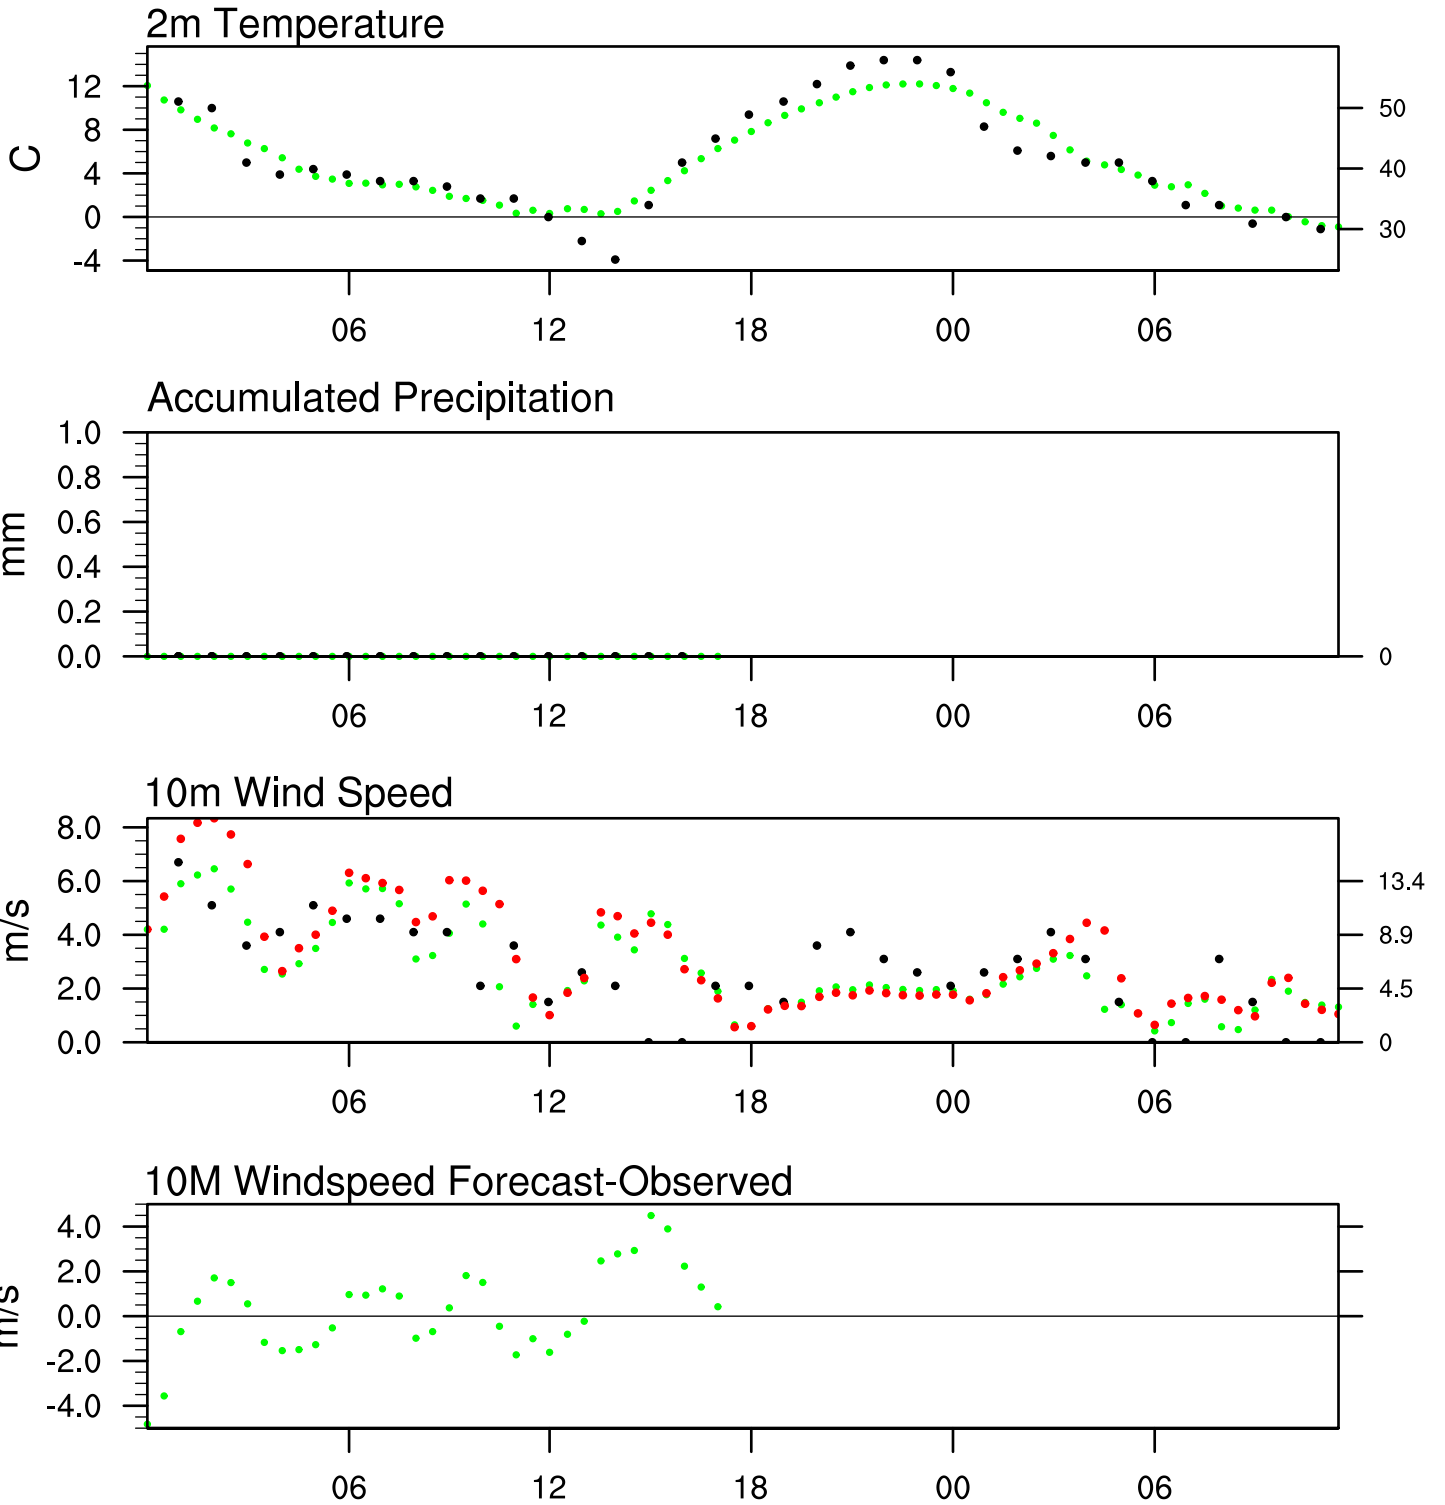 2m Temperature
12
8
4
0
-4
C
50
40
30
06 12 18 00 06
Accumulated Precipitation
1.0
0.8
0.6
0.4
0.2
0.0
mm
0
06 12 18 00 06
10m Wind Speed
8.0
6.0
4.0
2.0
0.0
m/s
13.4
8.9
4.5
0
06 12 18 00 06
10M Windspeed Forecast-Observed
4.0
2.0
0.0
-2.0
-4.0
m/s
06 12 18 00 06